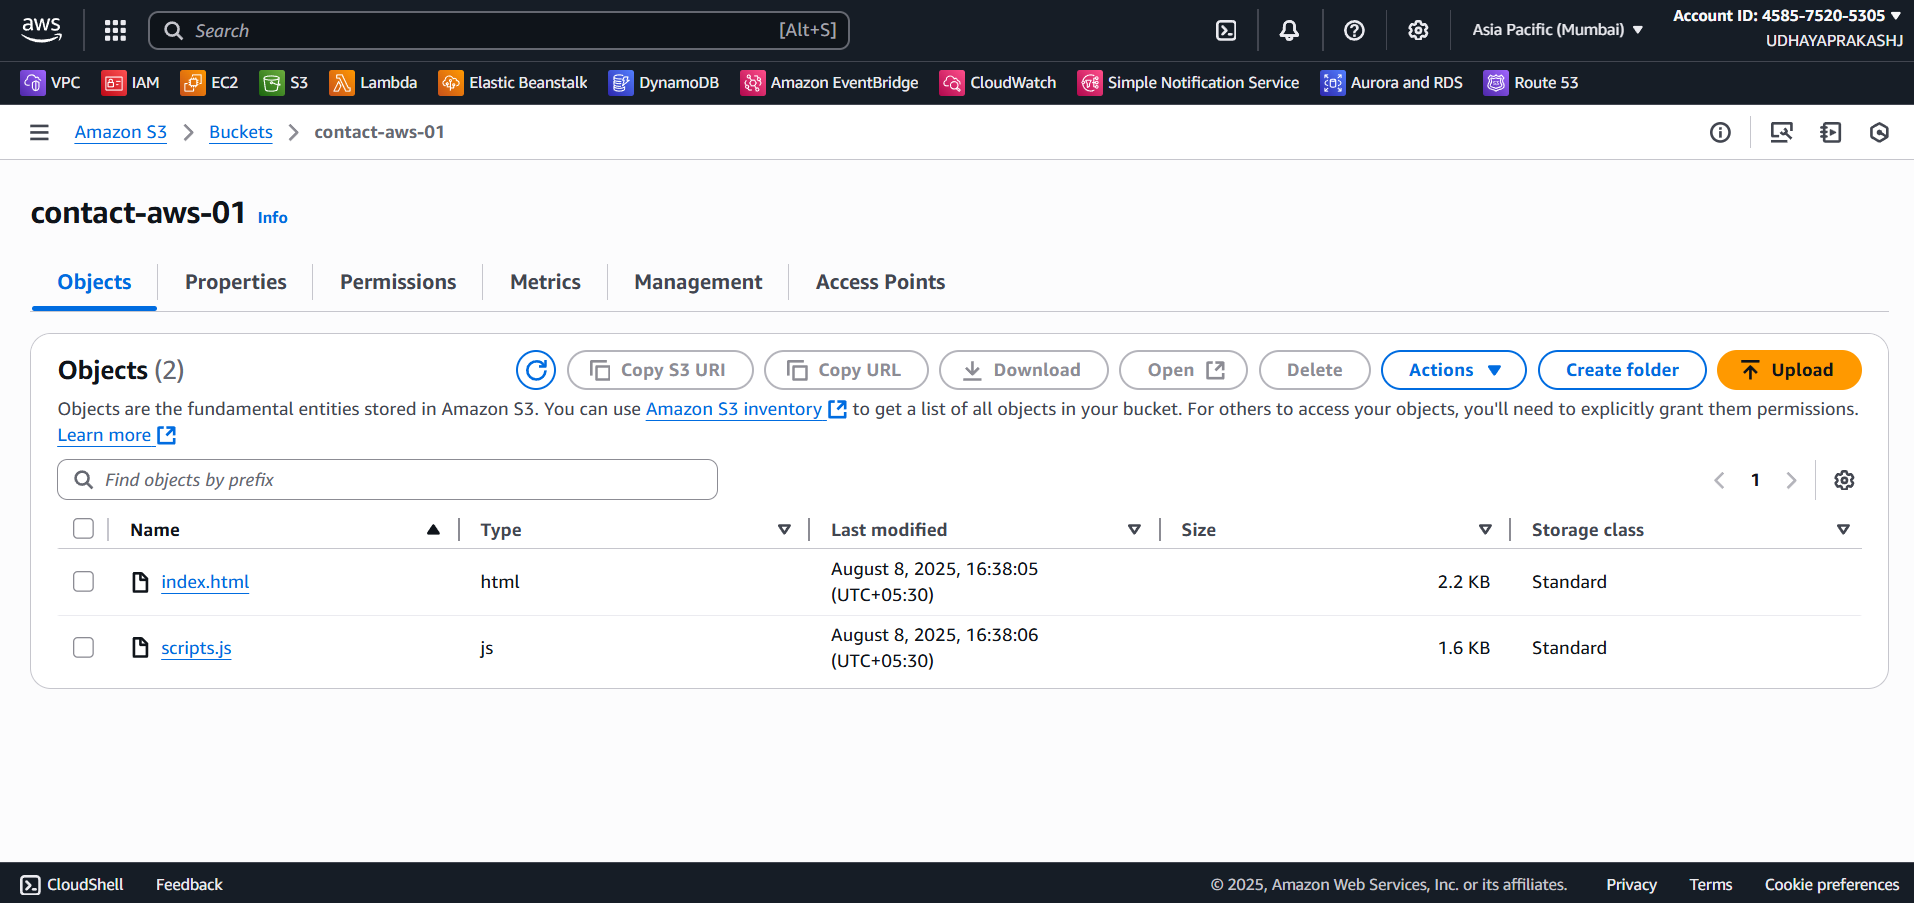 aws
Search [Alt+S]
Asia Pacific (Mumbai)
Account ID: 4585-7520-5305
UDHAYAPRAKASHJ
VPC IAM EC2 S3 Lambda Elastic Beanstalk DynamoDB Amazon EventBridge CloudWatch Simple Notification Service Aurora and RDS Route 53
Amazon S3 Buckets contact-aws-01
contact-aws-01 Info
Objects Properties Permissions Metrics Management Access Points
Objects (2) Copy S3 URI Copy URL Download Open Delete Actions Create folder Upload
Objects are the fundamental entities stored in Amazon S3. You can use Amazon S3 inventory to get a list of all objects in your bucket. For others to access your objects, you'll need to explicitly grant them permissions.
Learn more
Find objects by prefix 1
Name Type Last modified Size Storage class
index.html html August 8, 2025, 16:38:05 2.2 KB Standard
(UTC+05:30)
scripts.js js August 8, 2025, 16:38:06 1.6 KB Standard
(UTC+05:30)
CloudShell Feedback © 2025, Amazon Web Services, Inc. or its affiliates. Privacy Terms Cookie preferences